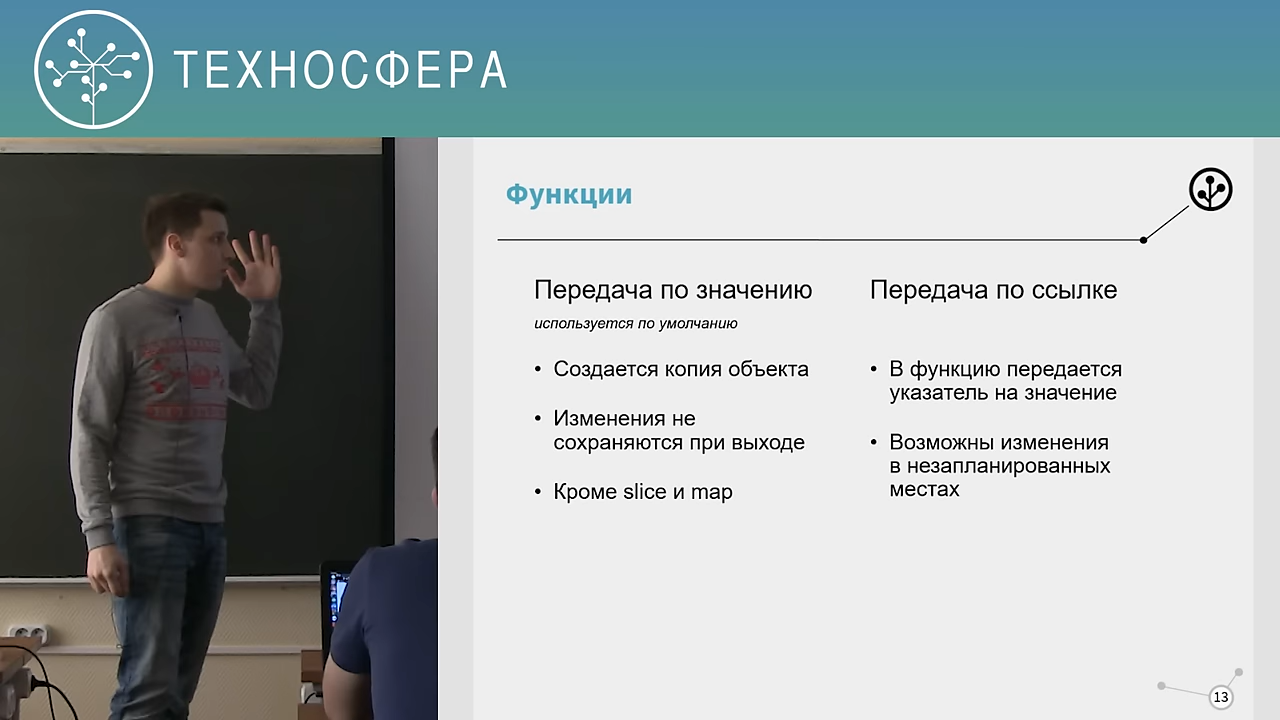 ТЕХНОСФЕРА
Функции
Передача по значению
используется по умолчанию
• Создается копия объекта
• Изменения не
сохраняются при выходе
• Кроме slice и map
Передача по ссылке
• В функцию передается
указатель на значение
• Возможны изменения
в незапланированных
местах
13